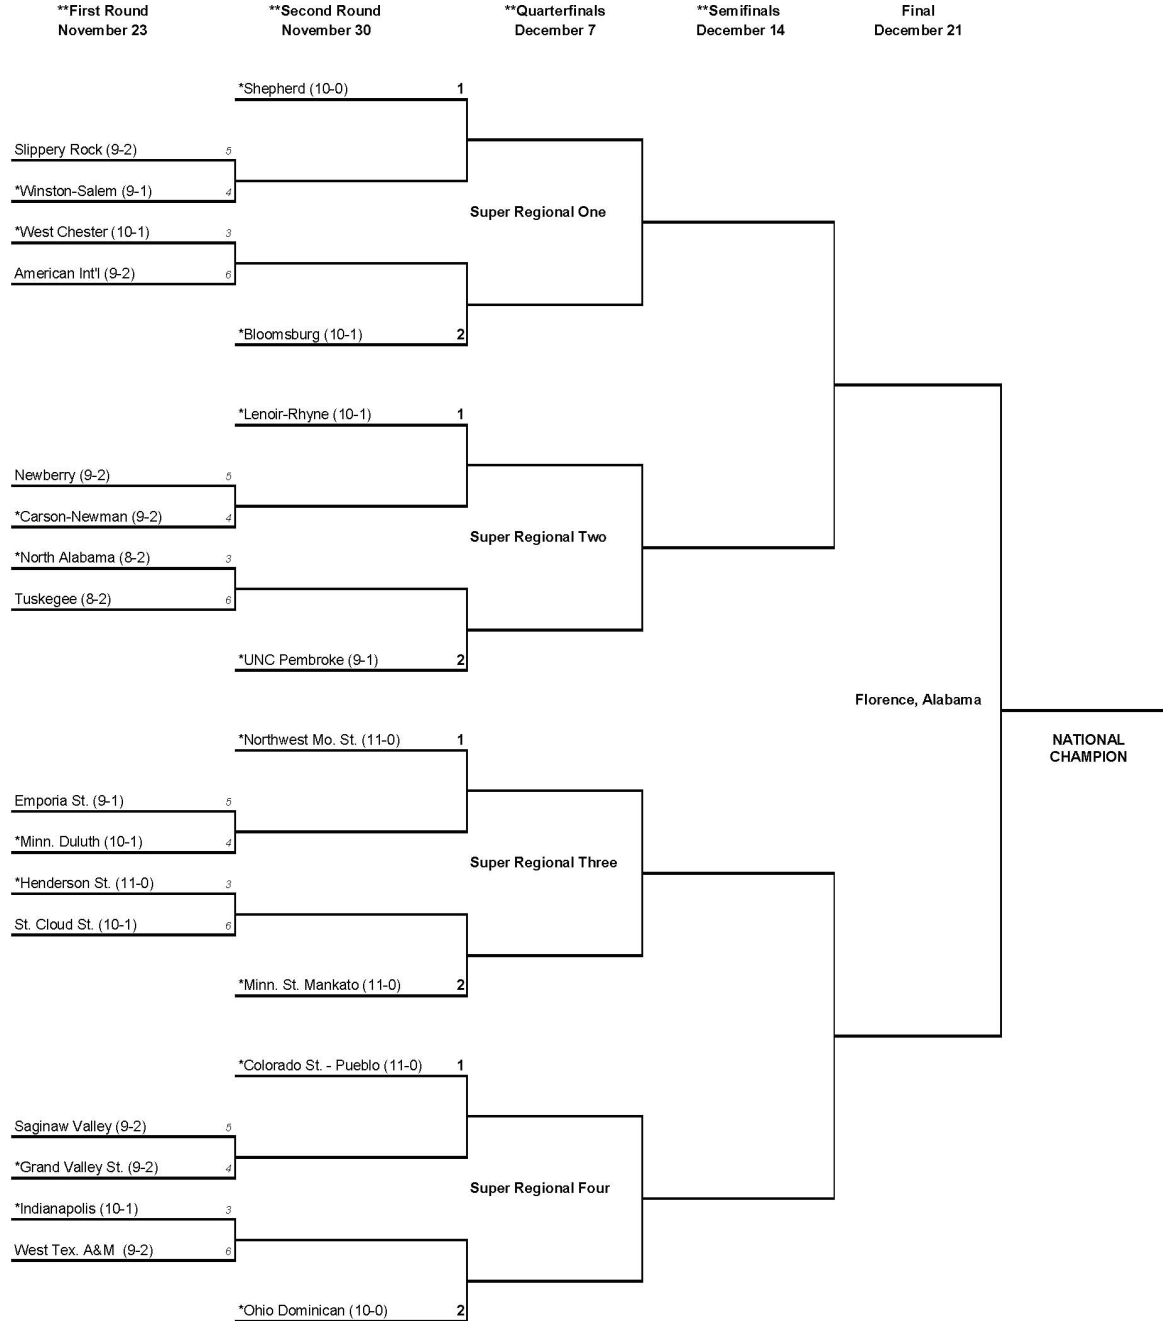 **First Round **Second Round **Quarterfinals **Semifinals Final
November 23 November 30 December 7 December 14 December 21
*Shepherd (10-0) 1
Slippery Rock (9-2) 5
*Winston-Salem (9-1) 4
Super Regional One
*West Chester (10-1) 3
American Int'l (9-2) 6
*Bloomsburg (10-1) 2
*Lenoir-Rhyne (10-1) 1
Newberry (9-2) 5
*Carson-Newman (9-2) 4
Super Regional Two
*North Alabama (8-2) 3
Tuskegee (8-2) 6
*UNC Pembroke (9-1) 2
Florence, Alabama
*Northwest Mo. St. (11-0) 1
NATIONAL
CHAMPION
Emporia St. (9-1) 5
*Minn. Duluth (10-1) 4
Super Regional Three
*Henderson St. (11-0) 3
St. Cloud St. (10-1) 6
*Minn. St. Mankato (11-0) 2
*Colorado St. - Pueblo (11-0) 1
Saginaw Valley (9-2) 5
*Grand Valley St. (9-2) 4
Super Regional Four
*Indianapolis (10-1) 3
West Tex. A&M (9-2) 6
*Ohio Dominican (10-0) 2